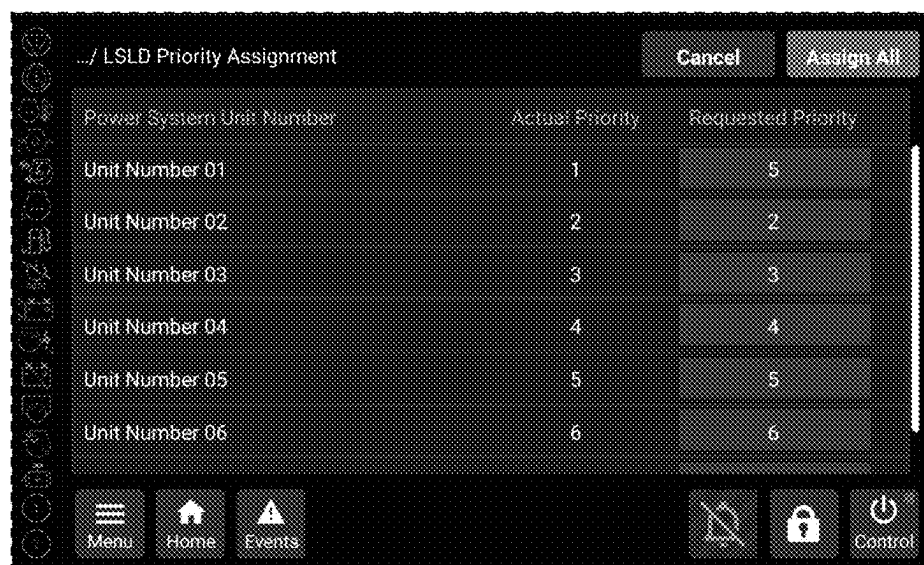 .../ LSLD Priority Assignment Cancel Assign All
Power System Unit Number Actual Priority Requested Priority
Unit Number 01 1 5
Unit Number 02 2 2
Unit Number 03 3 3
Unit Number 04 4 4
Unit Number 05 5 5
Unit Number 06 6 6
Menu Home Events Control